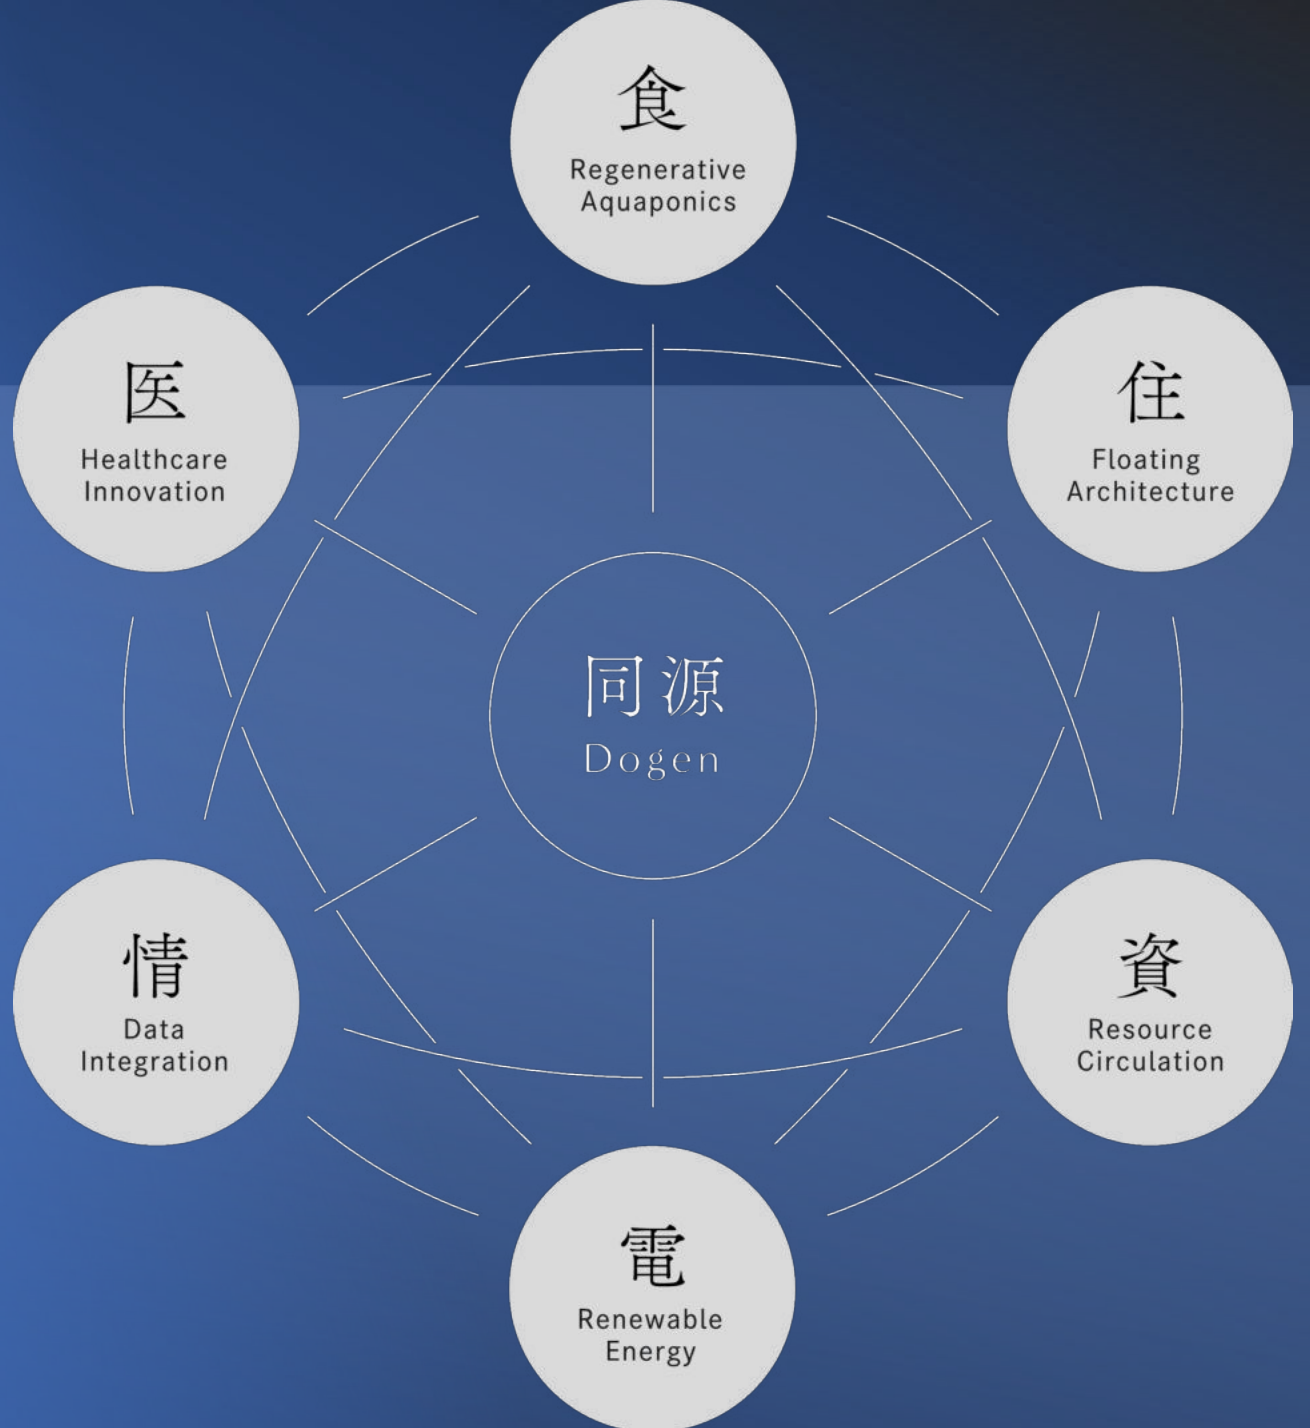 食
Regenerative
Aquaponics
医
Healthcare
Innovation
住
Floating
Architecture
同源
Dogen
情
Data
Integration
資
Resource
Circulation
電
Renewable
Energy